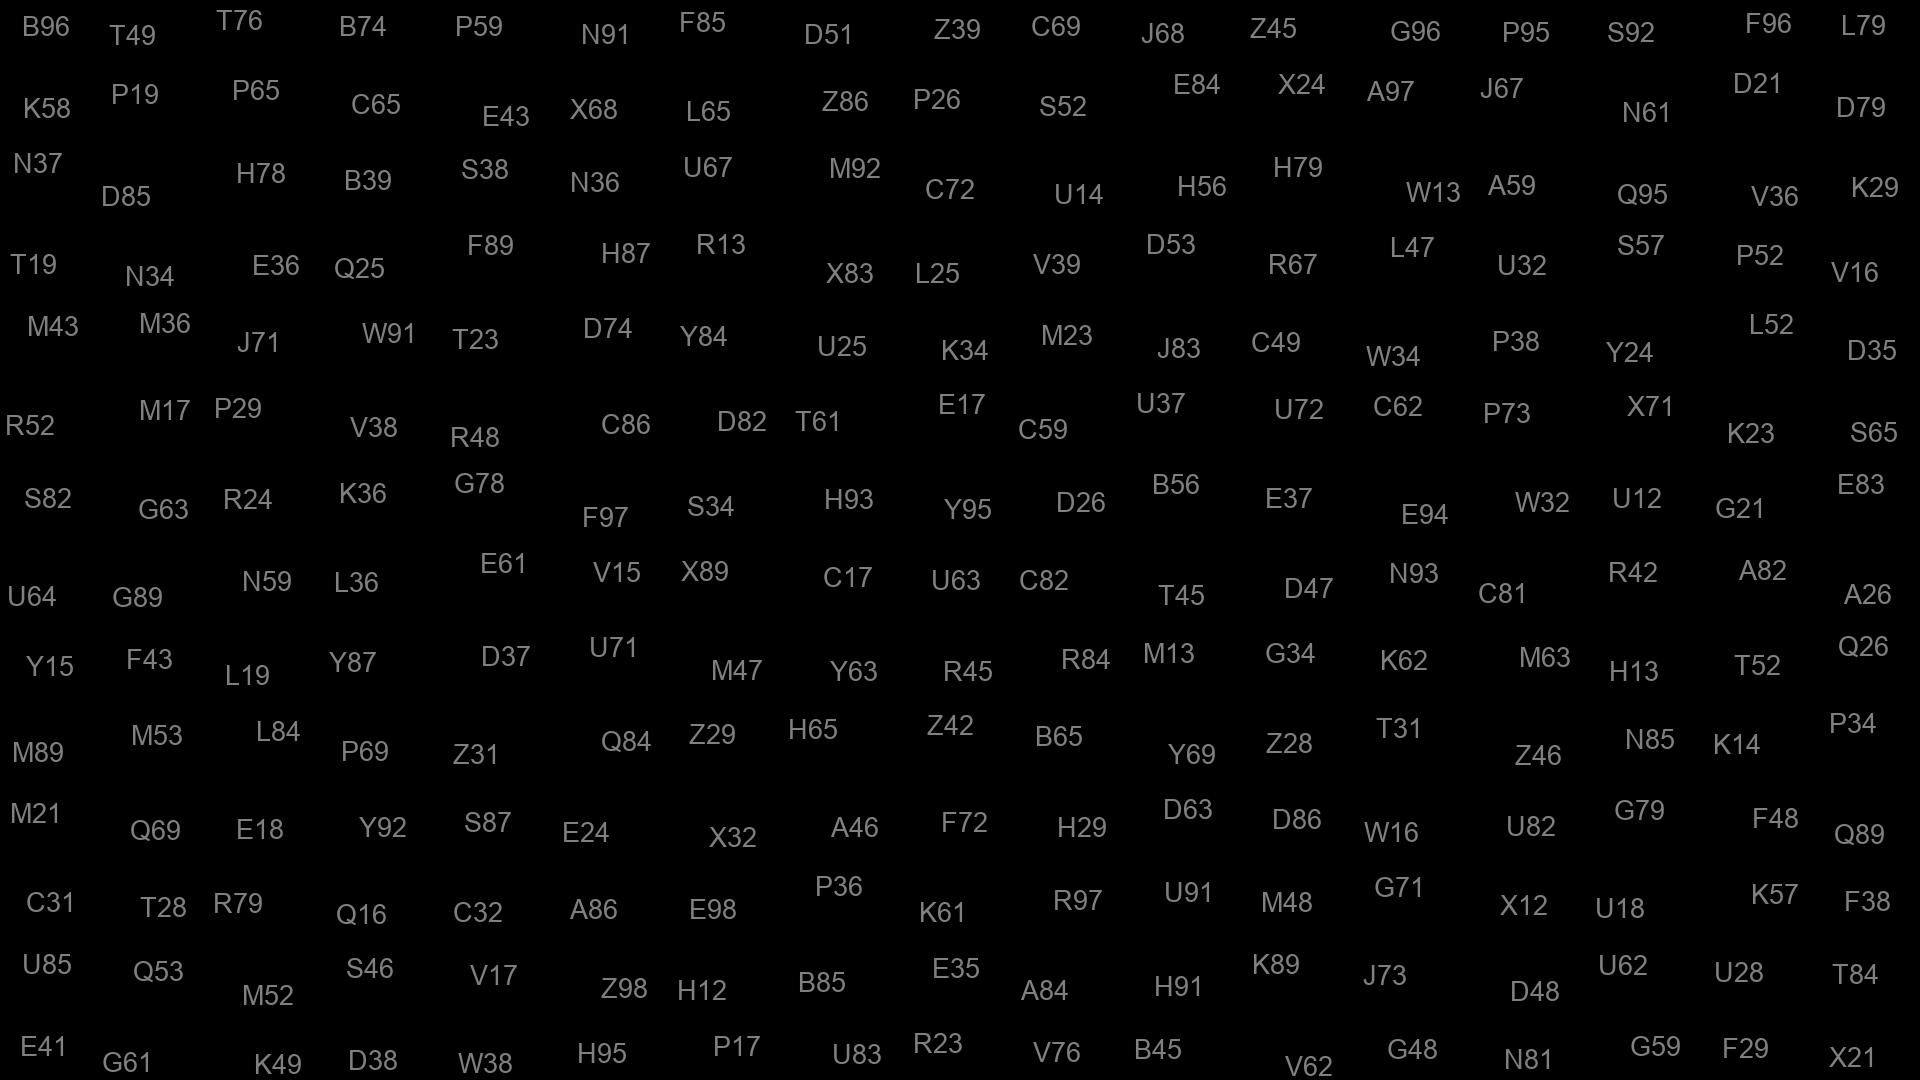 B96 T49 T76 B74 P59 N91 F85 D51 Z39 C69 J68 Z45 G96 P95 S92 F96 L79
K58 P19 P65 C65 E43 X68 L65 Z86 P26 S52 E84 X24 A97 J67 N61 D21 D79
N37 D85 H78 B39 S38 N36 U67 M92 C72 U14 H56 H79 W13 A59 Q95 V36 K29
T19 N34 E36 Q25 F89 H87 R13 X83 L25 V39 D53 R67 L47 U32 S57 P52 V16
M43 M36 J71 W91 T23 D74 Y84 U25 K34 M23 J83 C49 W34 P38 Y24 L52 D35
R52 M17 P29 V38 R48 C86 D82 T61 E17 C59 U37 U72 C62 P73 X71 K23 S65
S82 G63 R24 K36 G78 F97 S34 H93 Y95 D26 B56 E37 E94 W32 U12 G21 E83
U64 G89 N59 L36 E61 V15 X89 C17 U63 C82 T45 D47 N93 C81 R42 A82 A26
Y15 F43 L19 Y87 D37 U71 M47 Y63 R45 R84 M13 G34 K62 M63 H13 T52 Q26
M89 M53 L84 P69 Z31 Q84 Z29 H65 Z42 B65 Y69 Z28 T31 Z46 N85 K14 P34
M21 Q69 E18 Y92 S87 E24 X32 A46 F72 H29 D63 D86 W16 U82 G79 F48 Q89
C31 T28 R79 Q16 C32 A86 E98 P36 K61 R97 U91 M48 G71 X12 U18 K57 F38
U85 Q53 M52 S46 V17 Z98 H12 B85 E35 A84 H91 K89 J73 D48 U62 U28 T84
E41 G61 K49 D38 W38 H95 P17 U83 R23 V76 B45 V62 G48 N81 G59 F29 X21